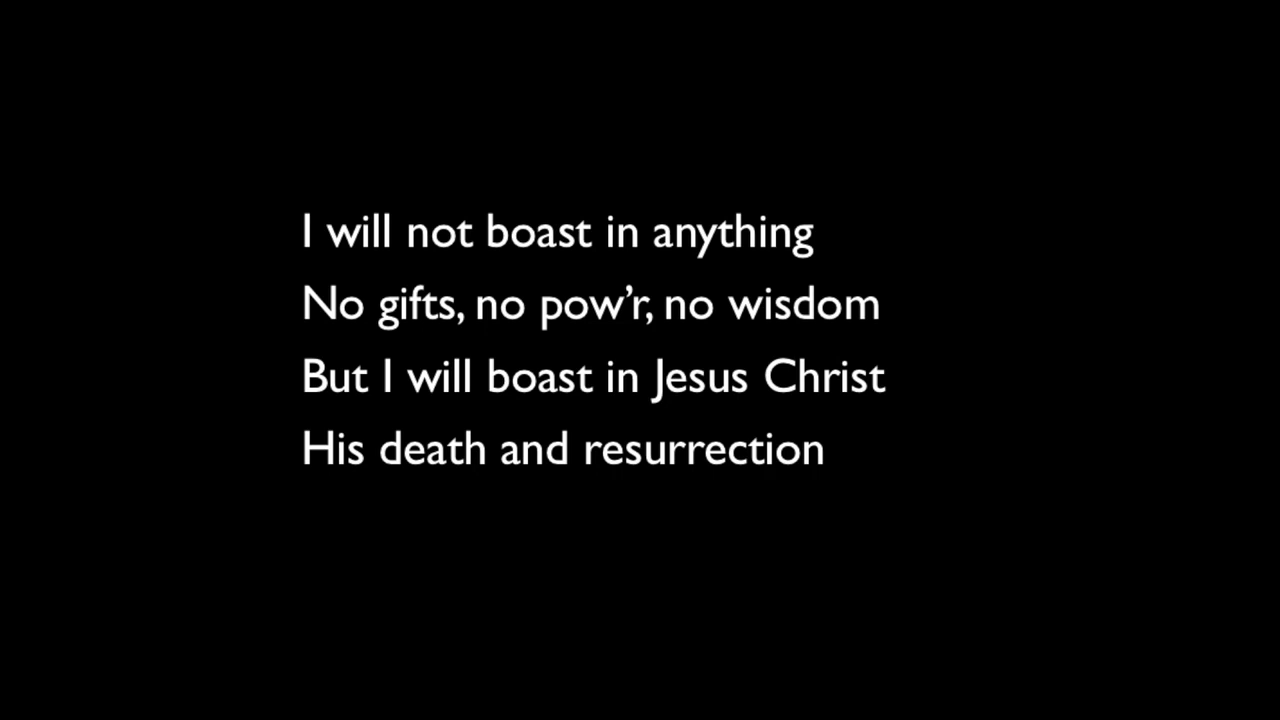 I will not boast in anything
No gifts, no pow’r, no wisdom
But I will boast in Jesus Christ
His death and resurrection